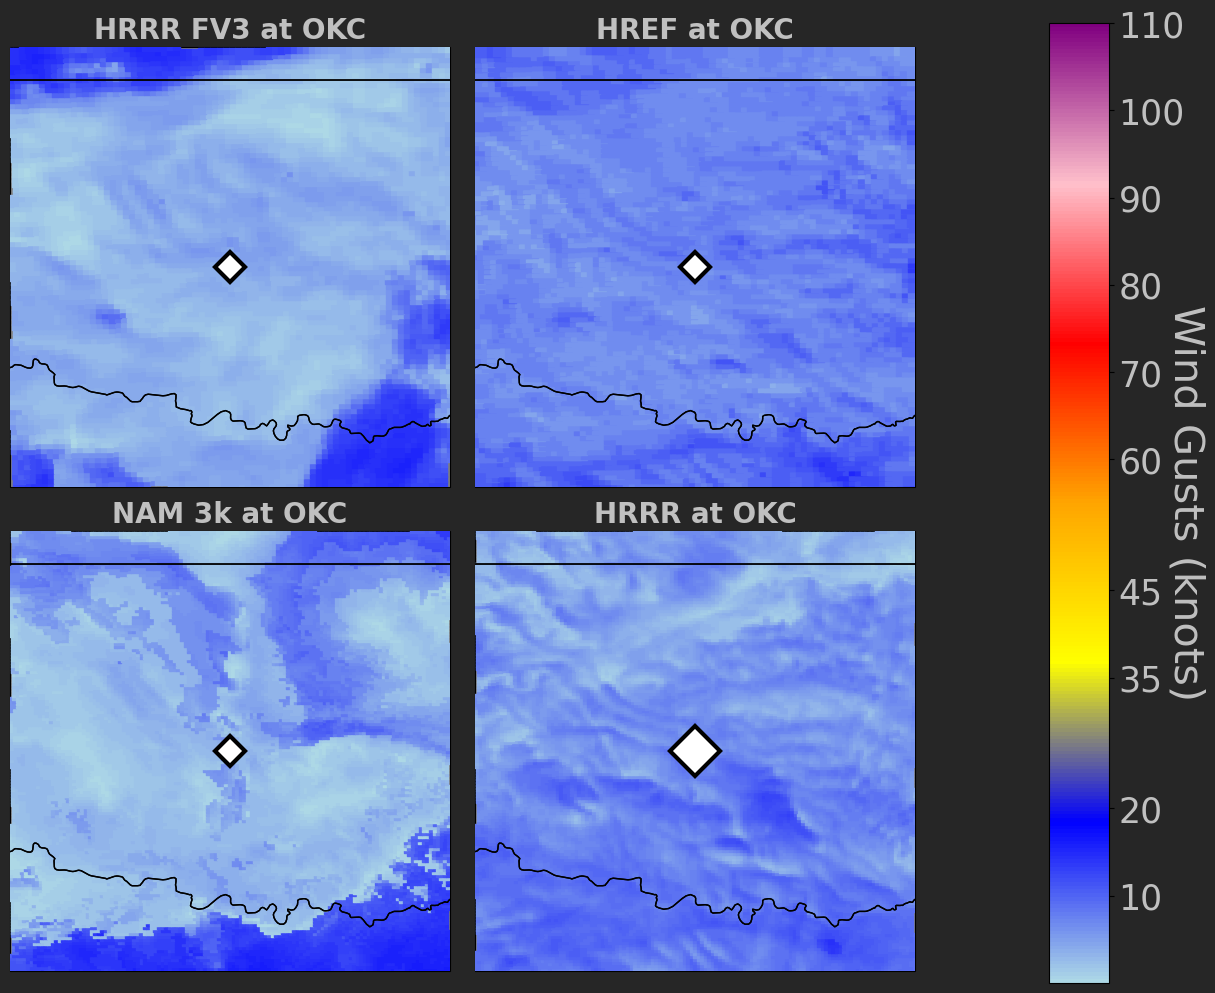 HRRR FV3 at OKC
HREF at OKC
NAM 3k at OKC
HRRR at OKC
110
100
90
80
70
60
45
35
20
10
Wind Gusts (knots)